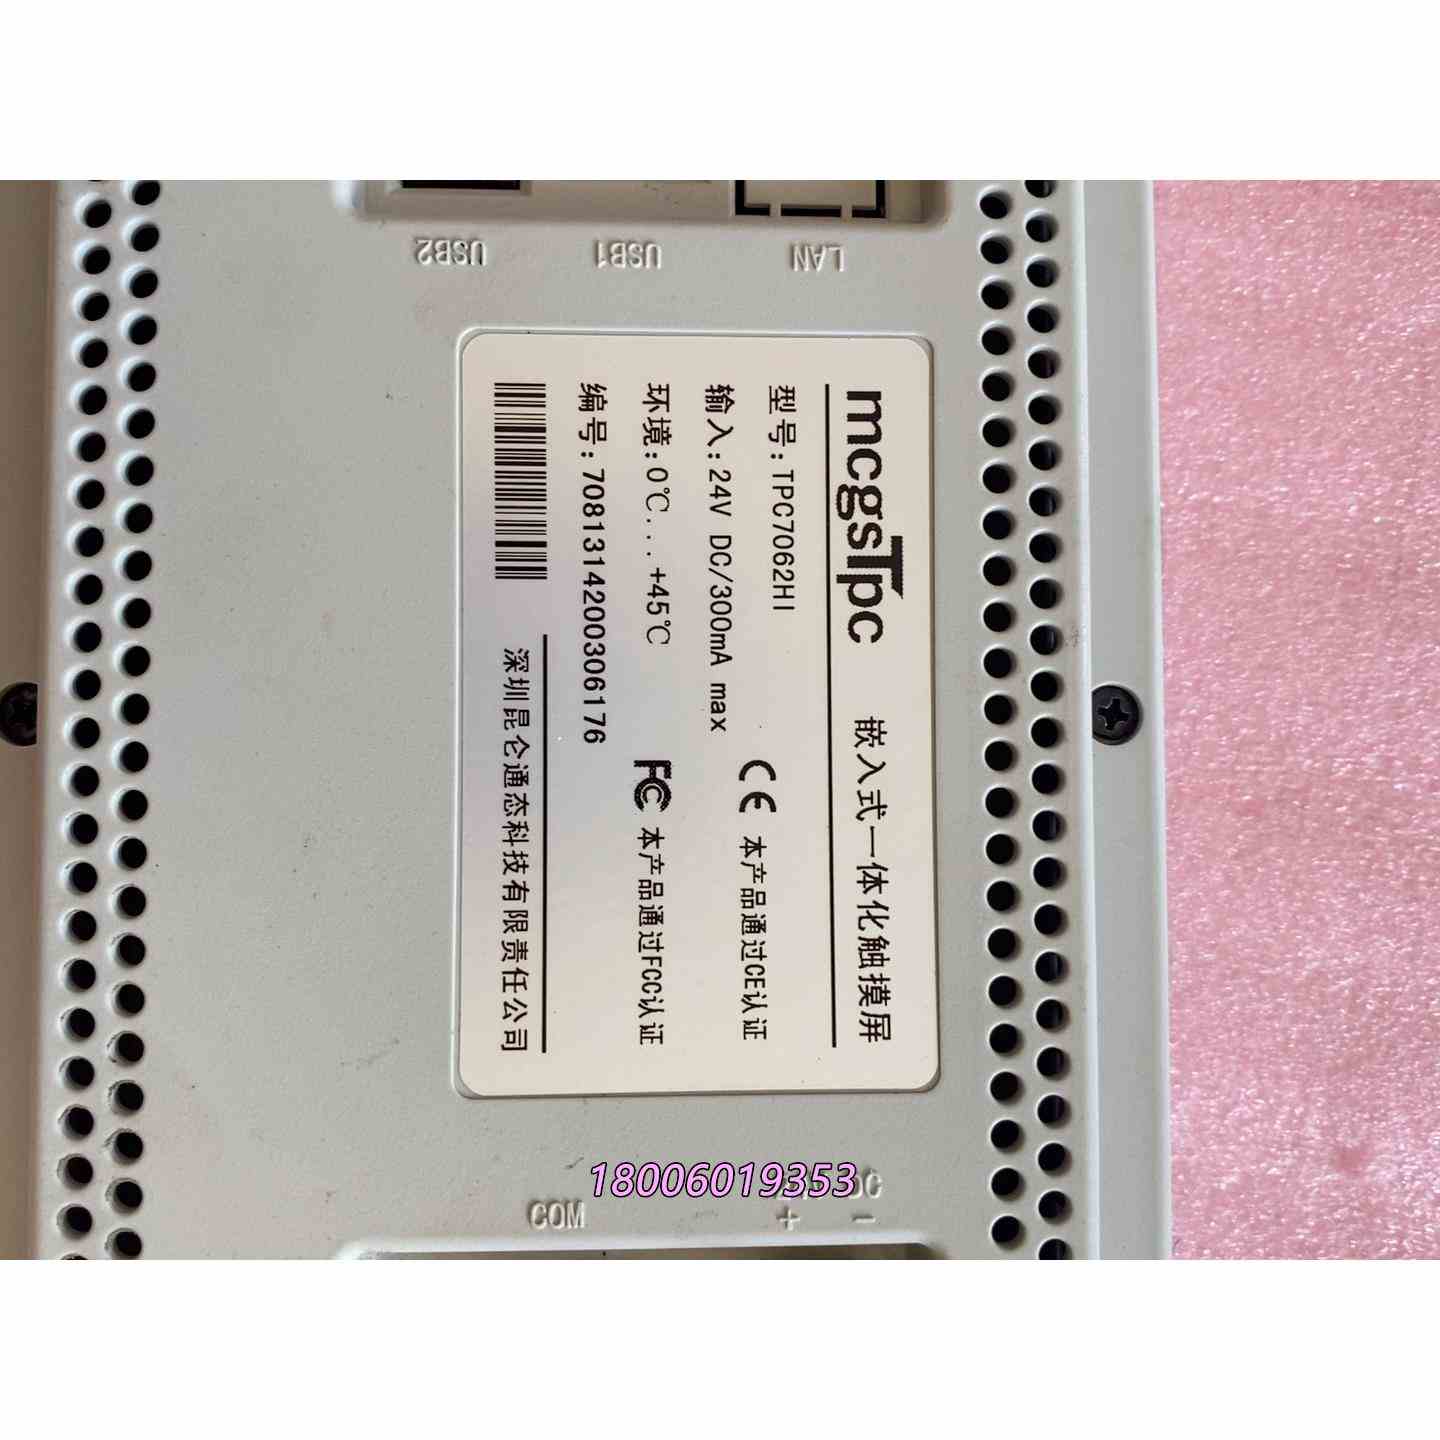 USB2
USB1
LAN
mcgsTpc 嵌入式一体化触摸屏
型号:TPC7062HI
输入:24V DC/300mA max
CE 本产品通过CE认证
环境:0℃...+45℃
FC 本产品通过FCC认证
编号:7081314200306176
深圳昆仑通态科技有限责任公司
18006019353
DC
COM
+ −